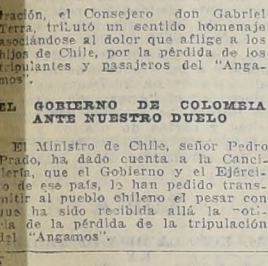 tración, el Consejero don Gabriel
Terra, tributó un sentido homenaje
asociándose al dolor que aflige a los
hijos de Chile, por la pérdida de los
tripulantes y pasajeros del "Anga-
mos".
EL GOBIERNO DE COLOMBIA
ANTE NUESTRO DUELO
El Ministro de Chile, señor Pedro
Prado, ha dado cuenta a la Canci-
llería, que el Gobierno y el Ejérci-
to de ese país, le han pedido trans-
mitir al pueblo chileno el pesar con
que ha sido recibida allá la noti-
cia de la pérdida de la tripulación
del "Angamos".